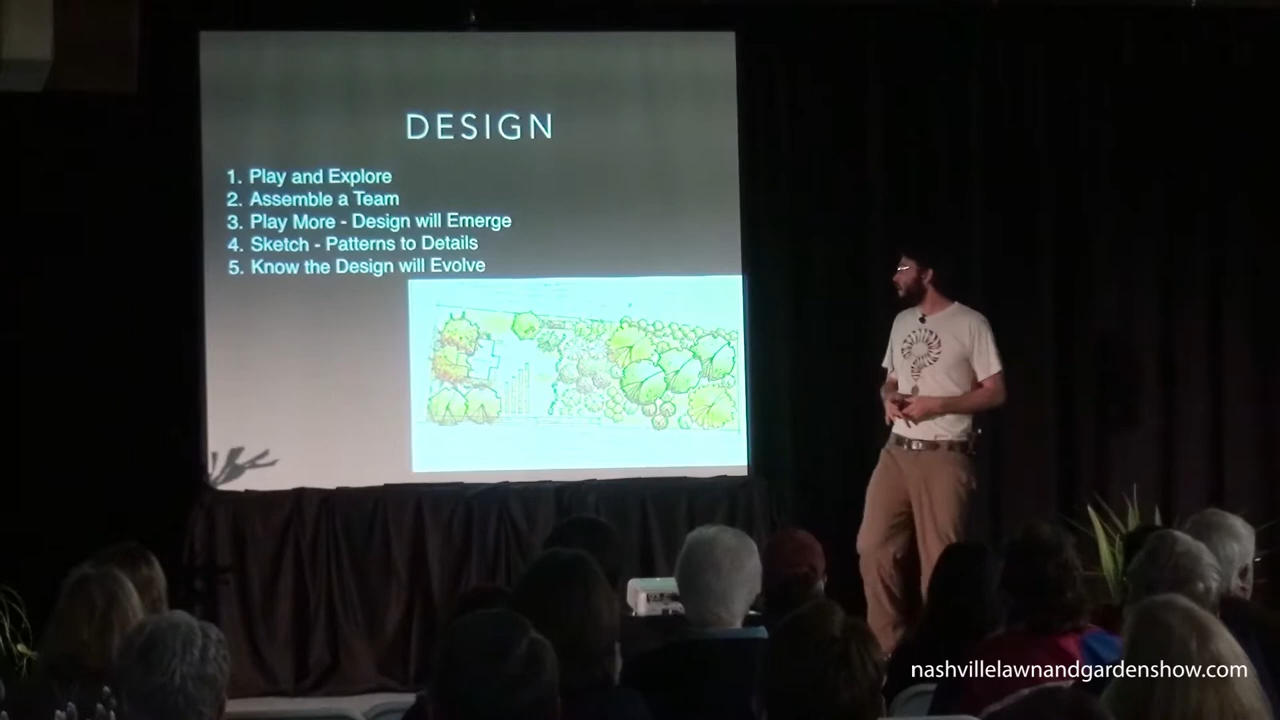 DESIGN
1. Play and Explore
2. Assemble a Team
3. Play More - Design will Emerge
4. Sketch - Patterns to Details
5. Know the Design will Evolve
nashvillelawnandgardenshow.com